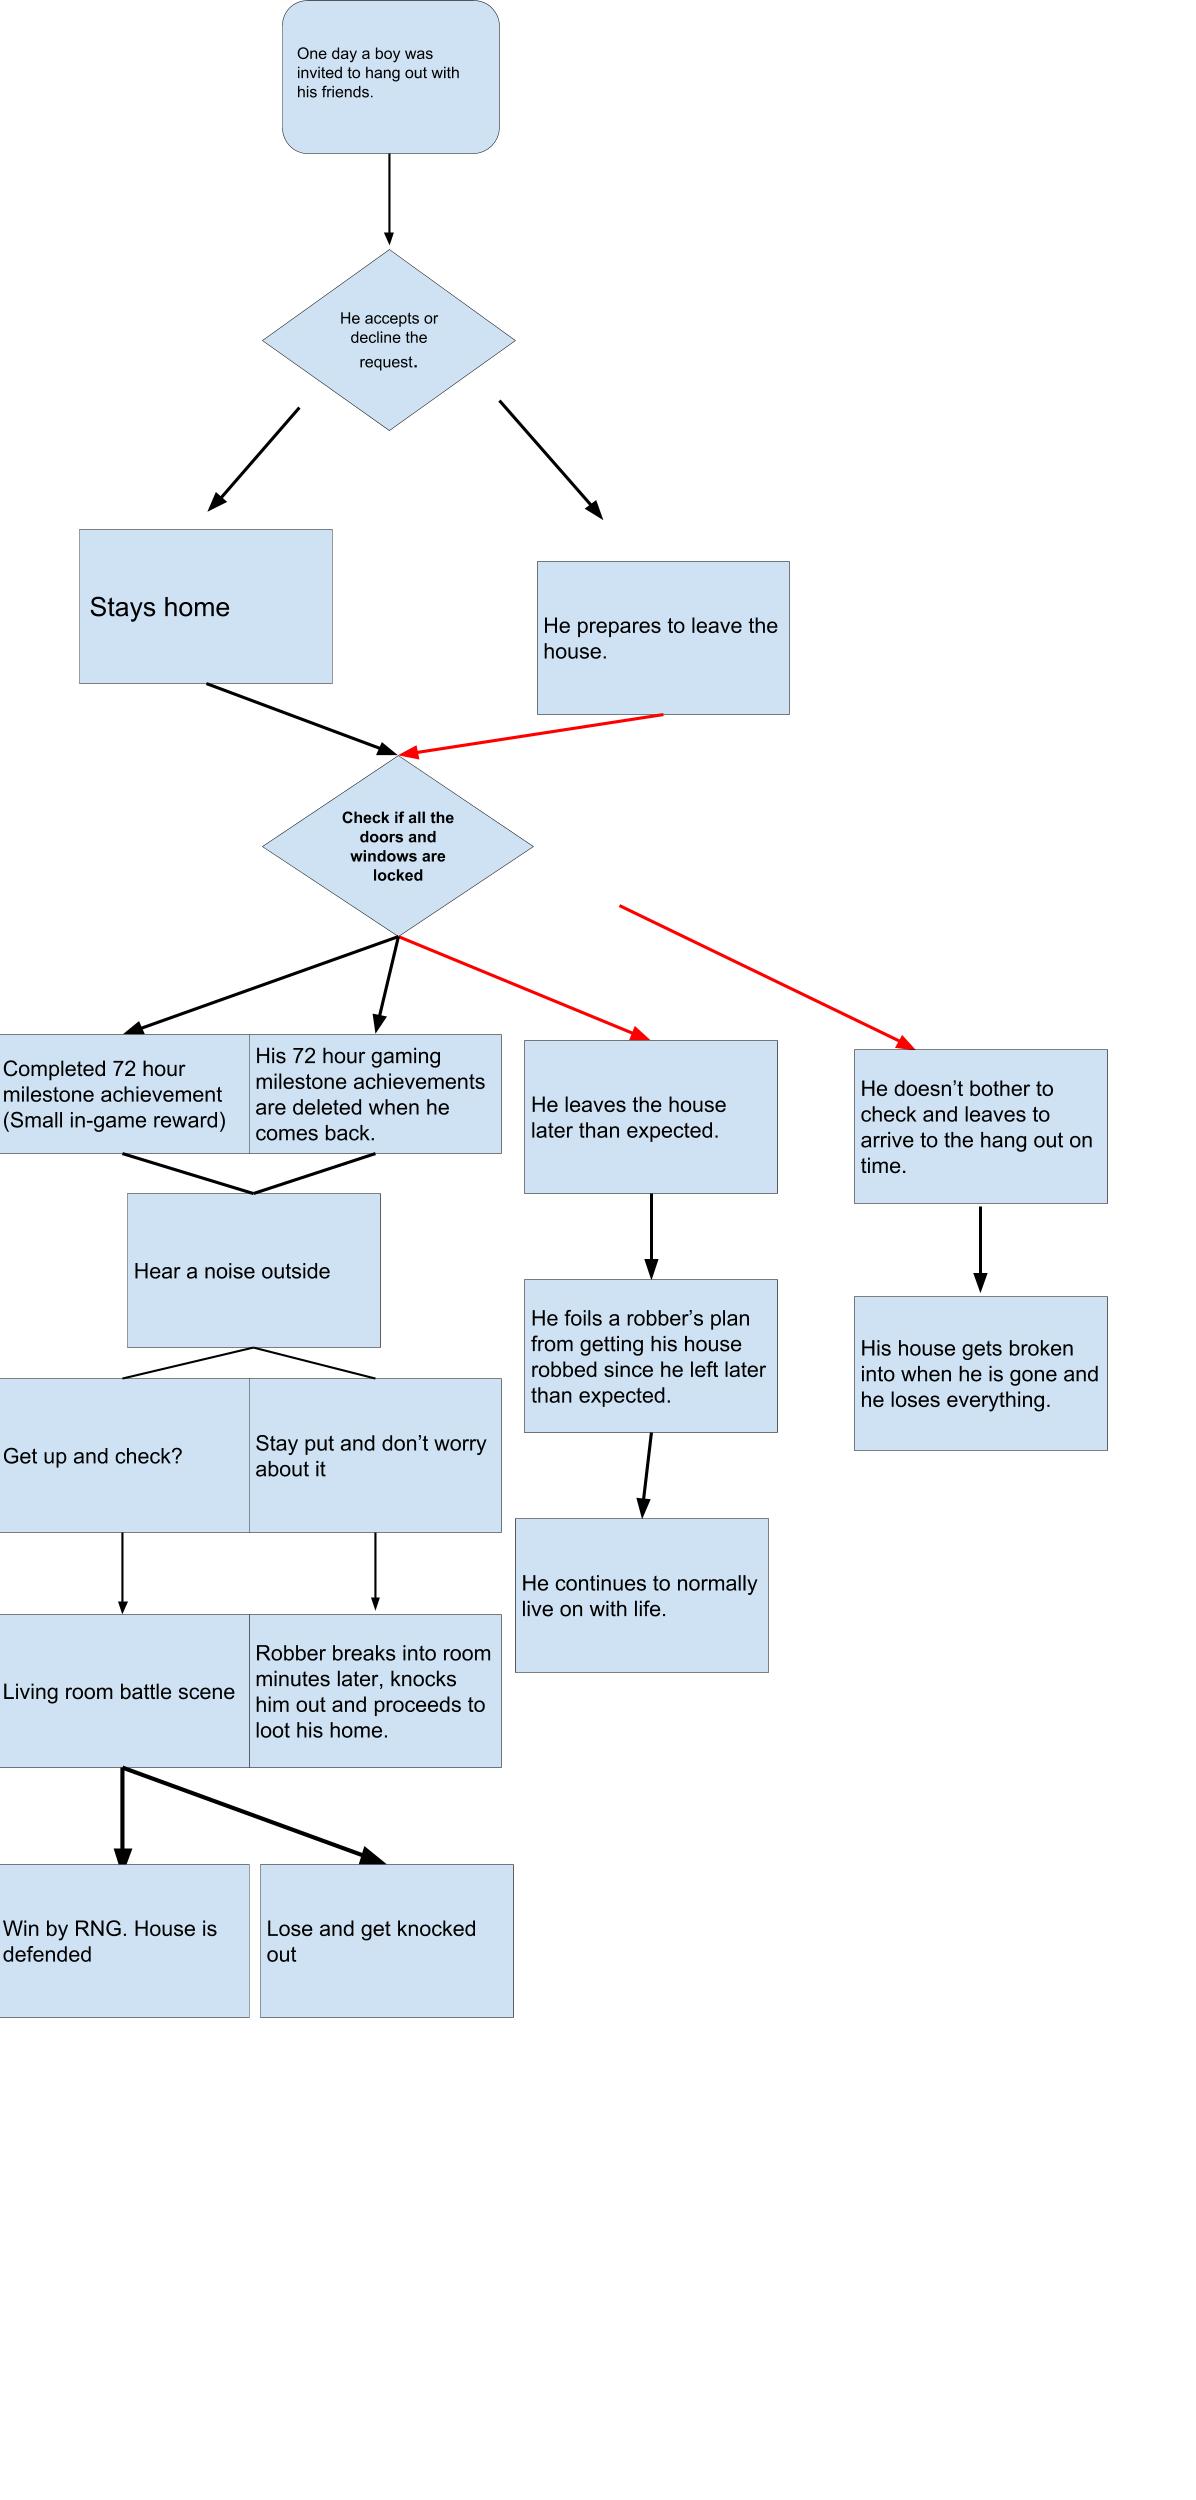 One day a boy was
invited to hang out with
his friends.
He accepts or
decline the
request.
Stays home
He prepares to leave the
house.
Check if all the
doors and
windows are
locked
Completed 72 hour
milestone achievement
(Small in-game reward)
His 72 hour gaming
milestone achievements
are deleted when he
comes back.
He leaves the house
later than expected.
He doesn’t bother to
check and leaves to
arrive to the hang out on
time.
Hear a noise outside
He foils a robber’s plan
from getting his house
robbed since he left later
than expected.
His house gets broken
into when he is gone and
he loses everything.
Get up and check?
Stay put and don’t worry
about it
He continues to normally
live on with life.
Living room battle scene
Robber breaks into room
minutes later, knocks
him out and proceeds to
loot his home.
Win by RNG. House is
defended
Lose and get knocked
out